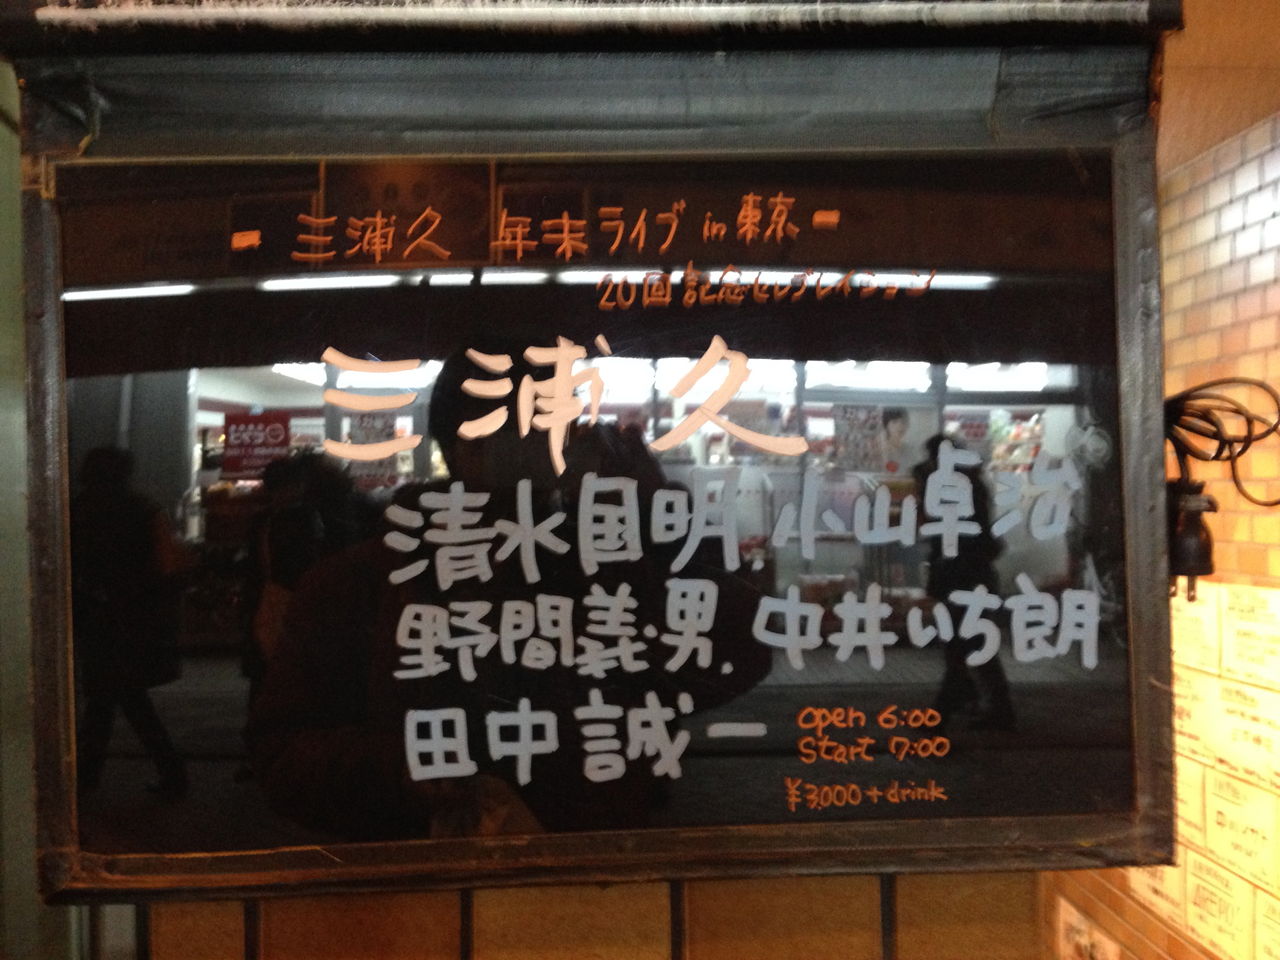 - 三浦久 年末ライブ in 東京 -
20回記念セレブレイション
三浦久
清水国明, 小山卓治
野間義男, 中井いち朗
田中誠一
open 6:00
Start 7:00
¥3,000+drink